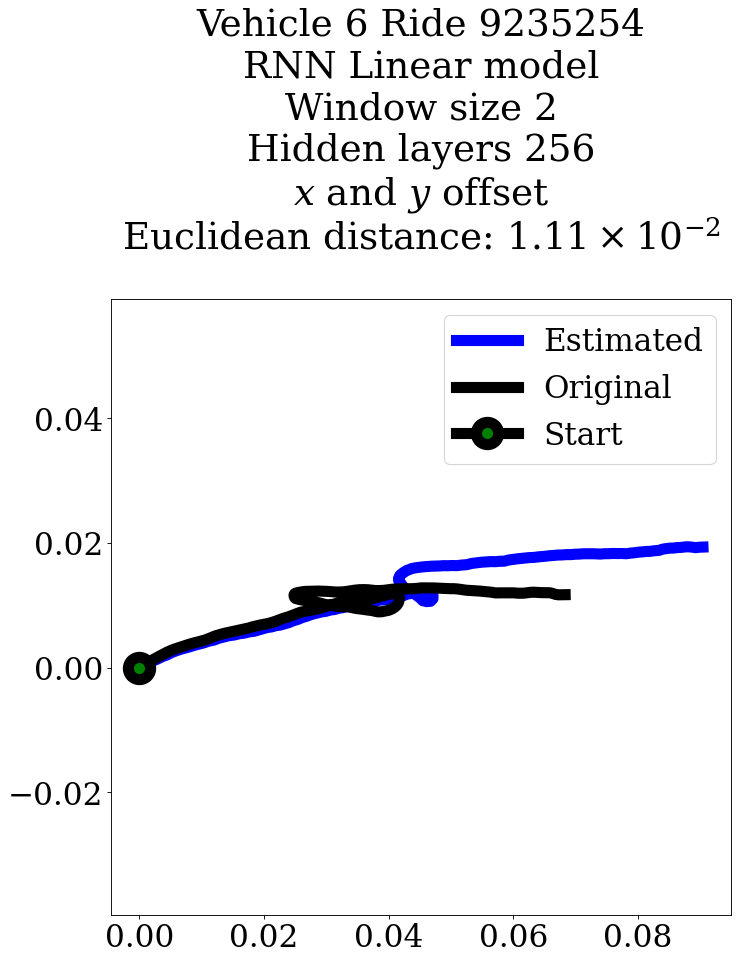 Vehicle 6 Ride 9235254
RNN Linear model
Window size 2
Hidden layers 256
x and y offset
Euclidean distance: 1.11 × 10⁻²
Estimated
Original
Start
0.04
0.02
0.00
−0.02
0.00 0.02 0.04 0.06 0.08